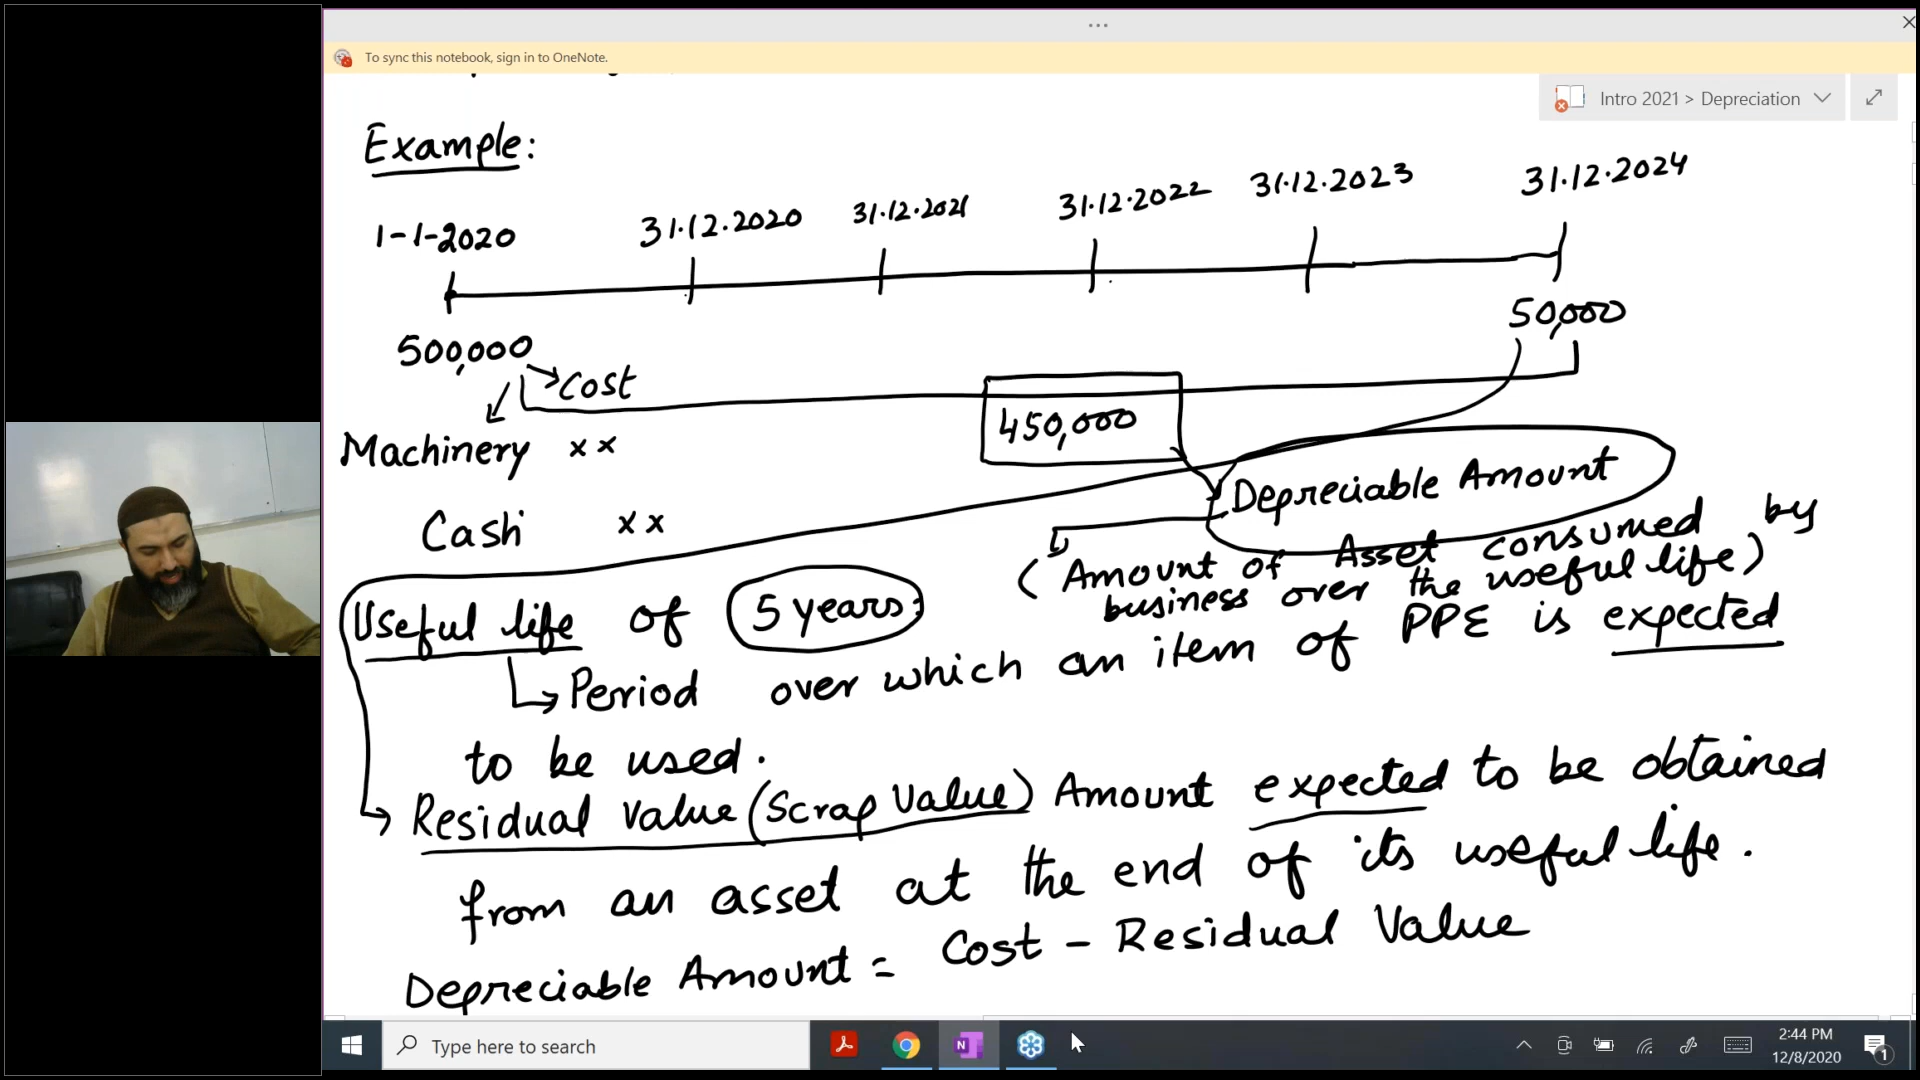 To sync this notebook, sign in to OneNote.
Intro 2021 > Depreciation
Example:
1-1-2020 31.12.2020 31.12.2021 31.12.2022 31.12.2023 31.12.2024
500,000 50,000
Cost
450,000
Machinery xx
Depreciable Amount
Cash xx
(Amount of Asset consumed by
business over the useful life)
Useful life of 5 years:
Period over which an item of PPE is expected
to be used.
Residual Value (Scrap Value) Amount expected to be obtained
from an asset at the end of its useful life.
Depreciable Amount = Cost - Residual Value
Type here to search
N
2:44 PM
12/8/2020
1